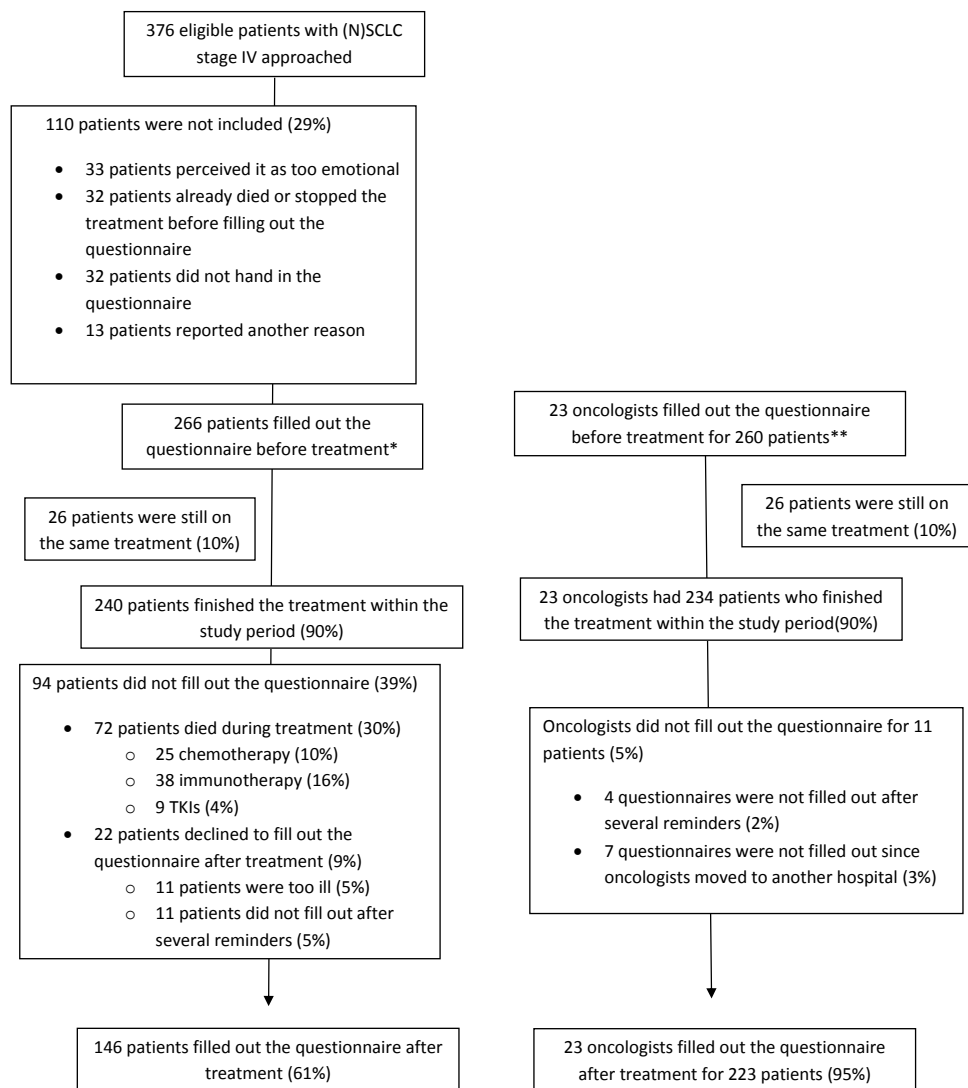 376 eligible patients with (N)SCLC
stage IV approached
110 patients were not included (29%)
• 33 patients perceived it as too emotional
• 32 patients already died or stopped the
treatment before filling out the
questionnaire
• 32 patients did not hand in the
questionnaire
• 13 patients reported another reason
266 patients filled out the
questionnaire before treatment*
23 oncologists filled out the questionnaire
before treatment for 260 patients**
26 patients were still on
the same treatment (10%)
26 patients were still on
the same treatment (10%)
240 patients finished the treatment within the
study period (90%)
23 oncologists had 234 patients who finished
the treatment within the study period(90%)
94 patients did not fill out the questionnaire (39%)
• 72 patients died during treatment (30%)
o 25 chemotherapy (10%)
o 38 immunotherapy (16%)
o 9 TKIs (4%)
• 22 patients declined to fill out the
questionnaire after treatment (9%)
o 11 patients were too ill (5%)
o 11 patients did not fill out after
several reminders (5%)
Oncologists did not fill out the questionnaire for 11
patients (5%)
• 4 questionnaires were not filled out after
several reminders (2%)
• 7 questionnaires were not filled out since
oncologists moved to another hospital (3%)
146 patients filled out the questionnaire after
treatment (61%)
23 oncologists filled out the questionnaire
after treatment for 223 patients (95%)